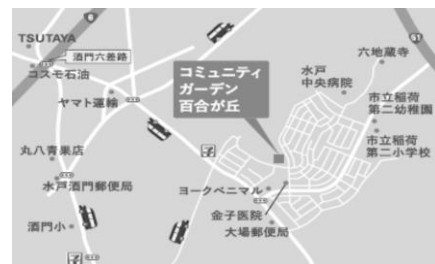 6
51
TSUTAYA
酒門六差路
コスモ石油
ヤマト運輸
コミュニティ
ガーデン
百合が丘
六地蔵寺
水戸
中央病院
市立稲荷
第二幼稚園
市立稲荷
第二小学校
丸八青果店
水戸酒門郵便局
酒門小
ヨークベニマル
金子医院
大場郵便局